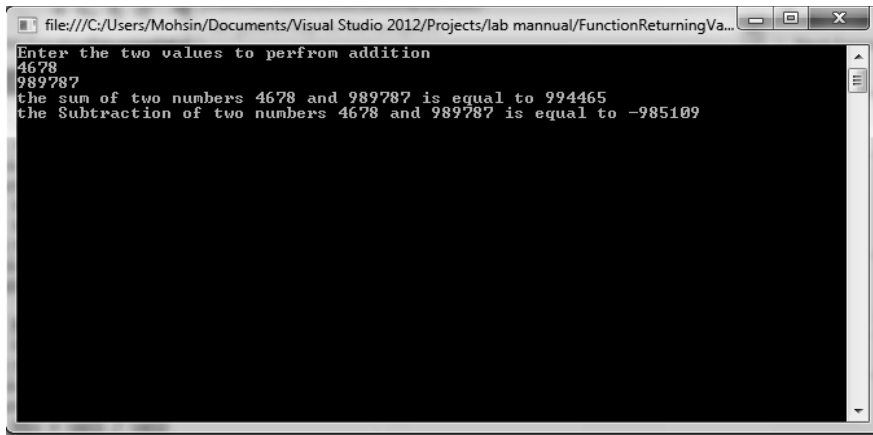 file:///C:/Users/Mohsin/Documents/Visual Studio 2012/Projects/lab mannual/FunctionReturningVa...
Enter the two values to perfrom addition
4678
989787
the sum of two numbers 4678 and 989787 is equal to 994465
the Subtraction of two numbers 4678 and 989787 is equal to -985109